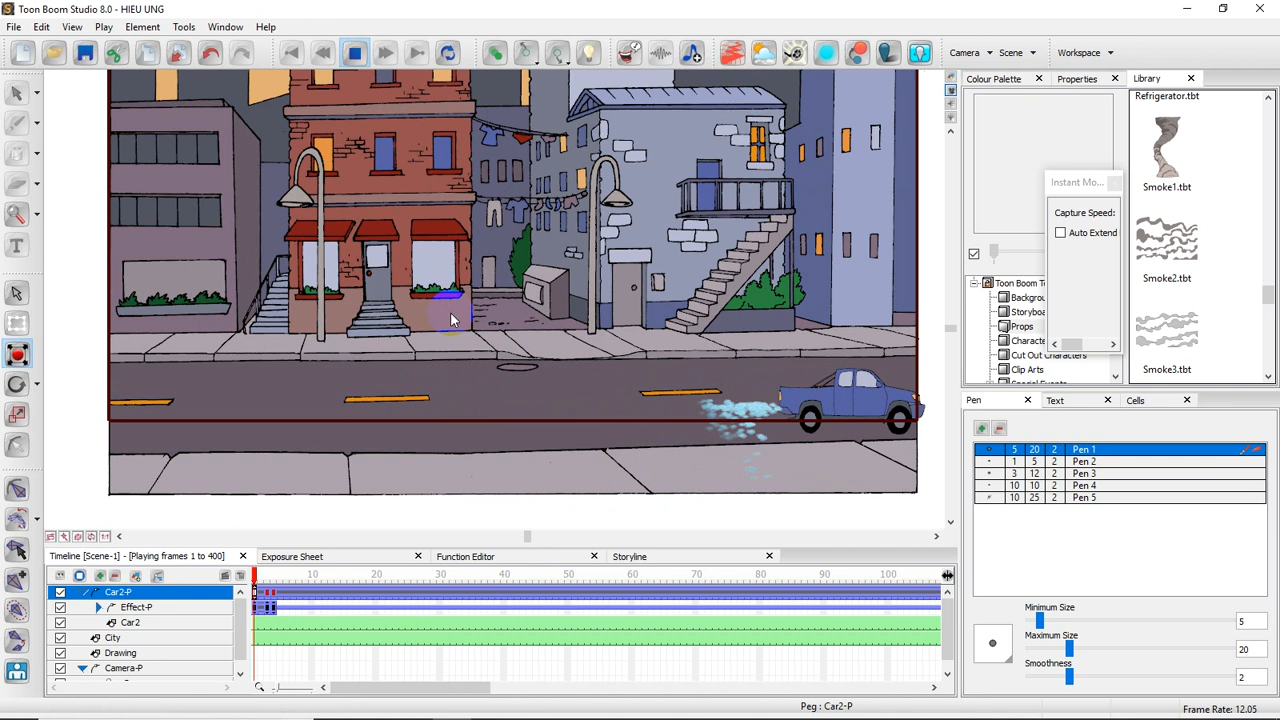 Toon Boom Studio 8.0 - HIEU UNG
File Edit View Play Element Tools Window Help
Camera Scene Workspace
Colour Palette Properties Library
Refrigerator.tbt
Smoke1.tbt
Instant Mo...
Capture Speed:
Auto Extend
Smoke2.tbt
Toon Boom To
Backgrou
Storyboa
Props
Characte
Cut Out Characters
Clip Arts
Smoke3.tbt
Pen Text Cells
5 20 2 Pen 1
1 5 2 Pen 2
3 12 2 Pen 3
10 10 2 Pen 4
10 25 2 Pen 5
Minimum Size
5
Maximum Size
20
Smoothness
2
1:1
Timeline [Scene-1] - [Playing frames 1 to 400] Exposure Sheet Function Editor Storyline
10 20 30 40 50 60 70 80 90 100
Car2-P
Effect-P
Car2
City
Drawing
Camera-P
Peg : Car2-P
Frame Rate: 12.05